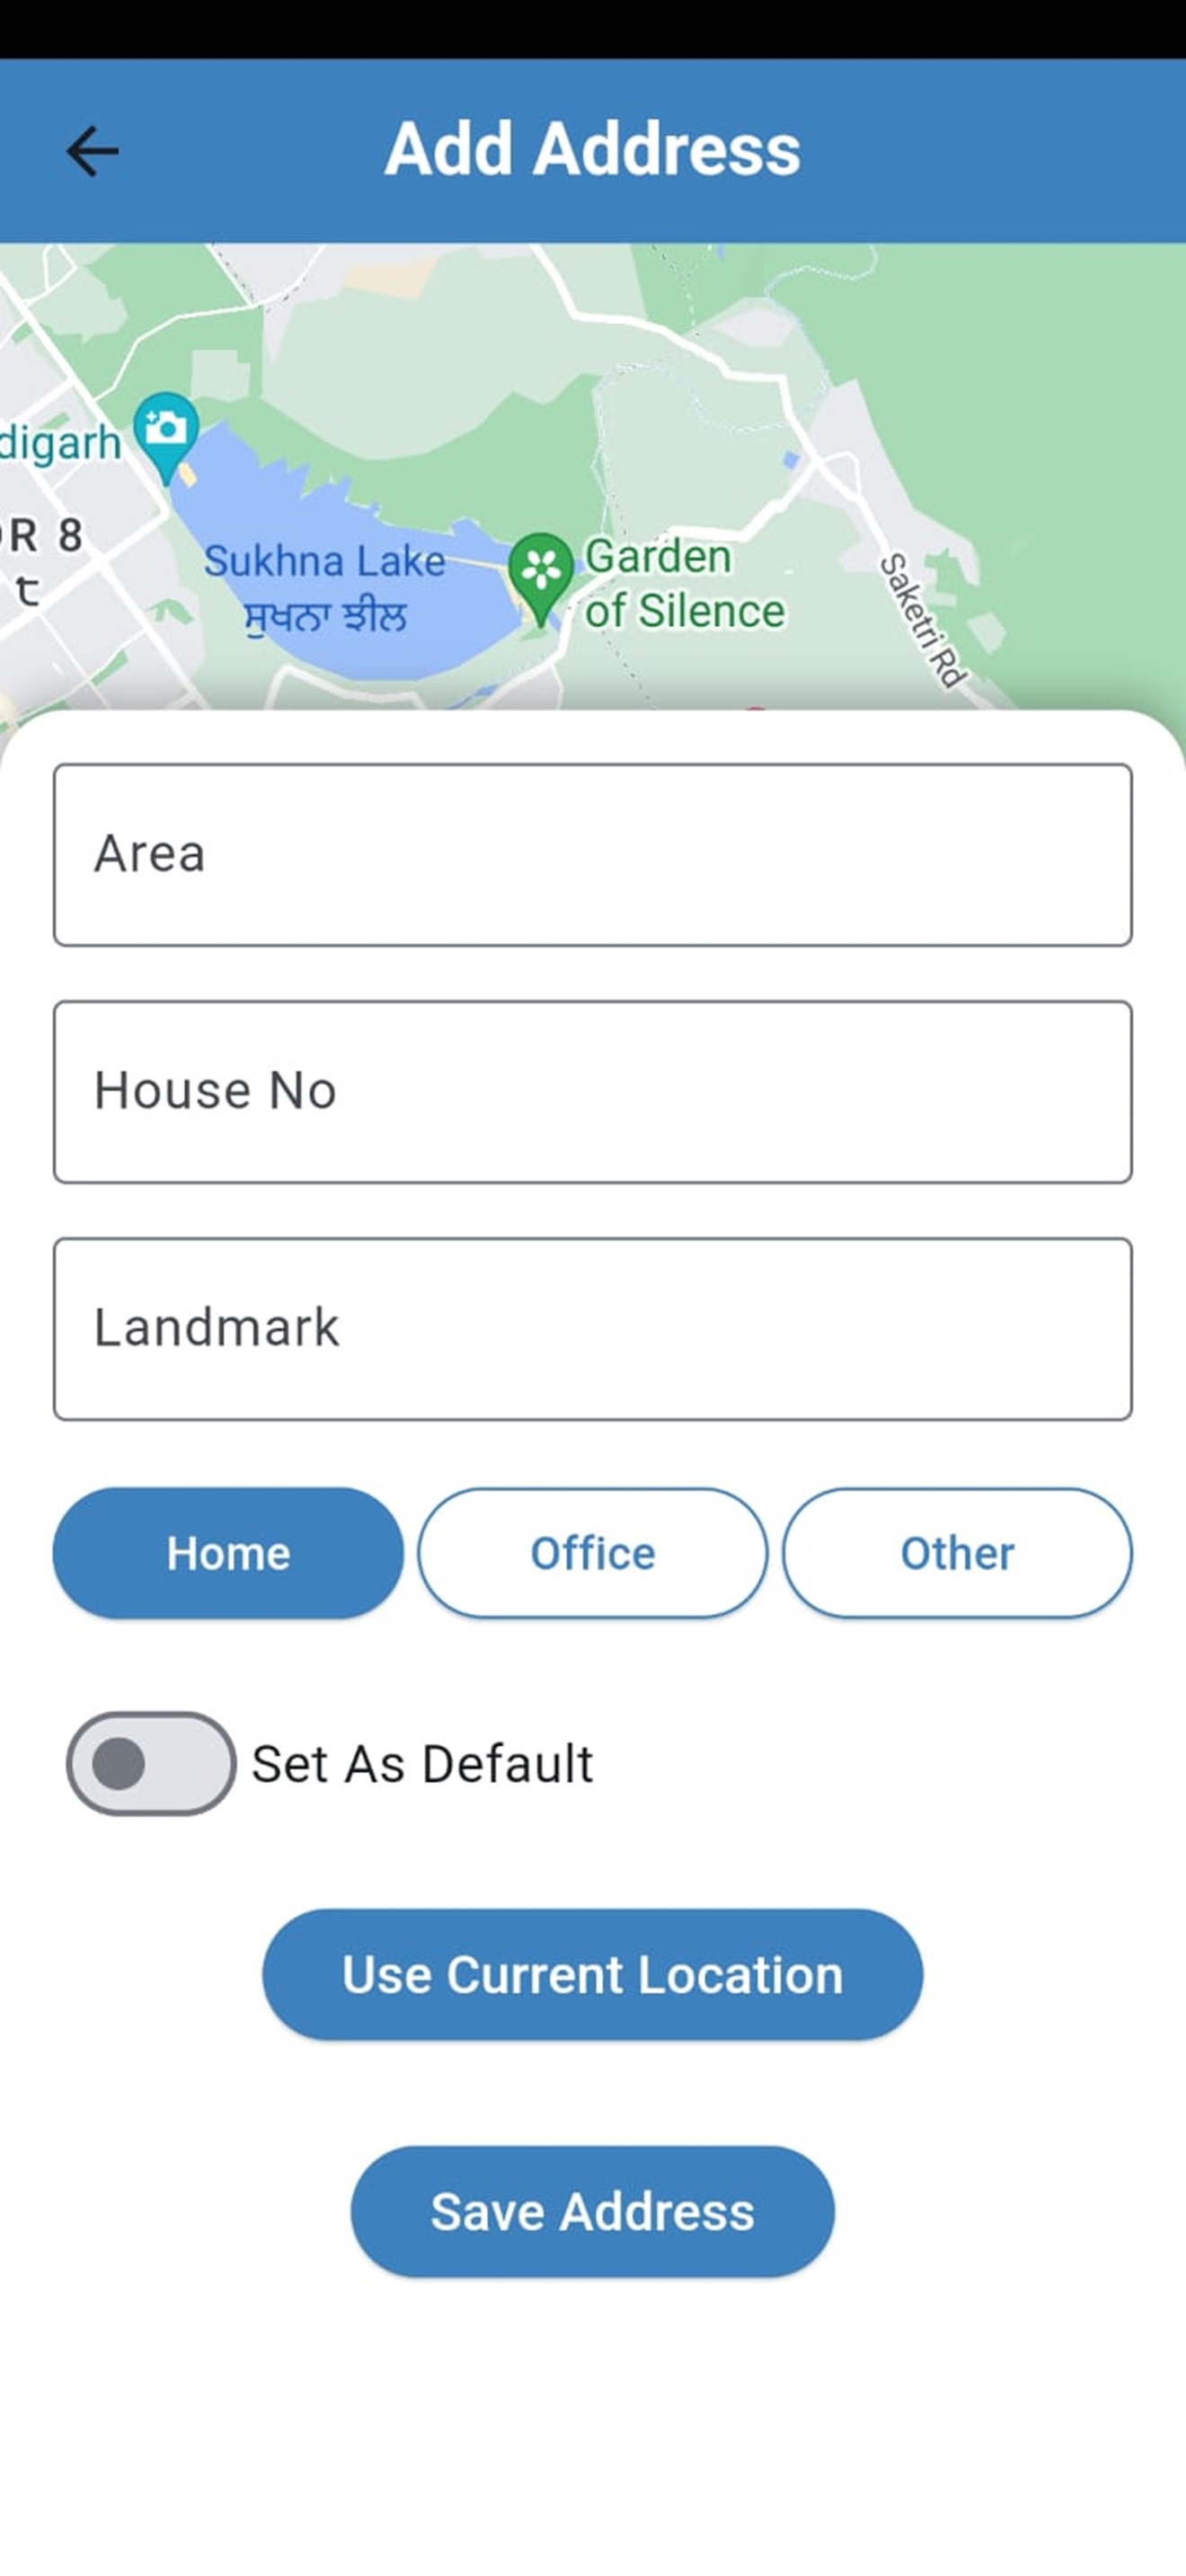 Add Address
digarh
R 8
Sukhna Lake
ਸੁਖਨਾ ਝੀਲ
Garden
of Silence
Saketri Rd
Area
House No
Landmark
Home
Office
Other
Set As Default
Use Current Location
Save Address